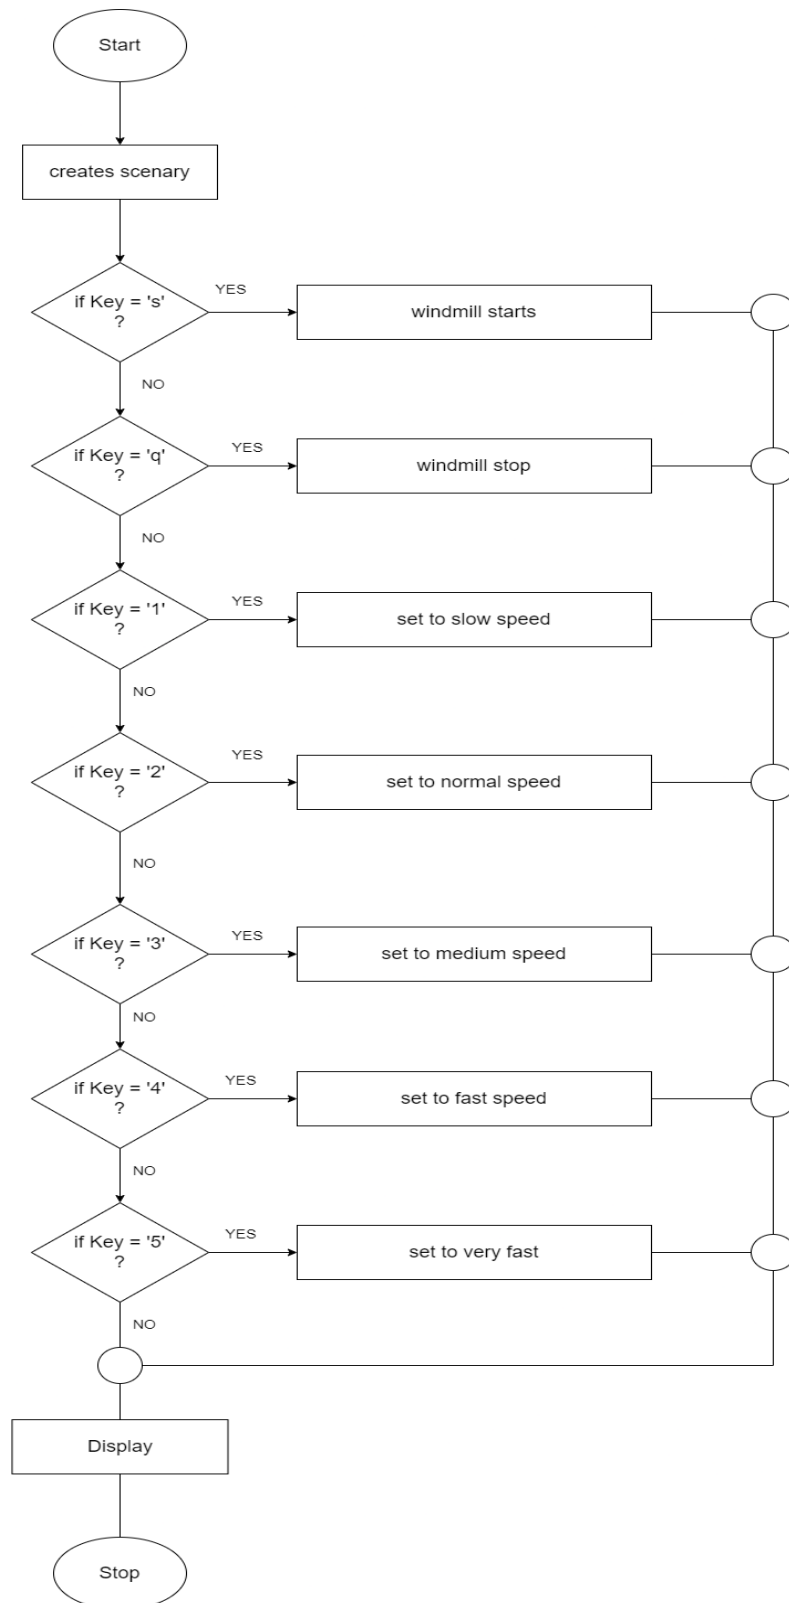 Start
creates scenary
if Key = 's'
?
YES
windmill starts
NO
if Key = 'q'
?
YES
windmill stop
NO
if Key = '1'
?
YES
set to slow speed
NO
if Key = '2'
?
YES
set to normal speed
NO
if Key = '3'
?
YES
set to medium speed
NO
if Key = '4'
?
YES
set to fast speed
NO
if Key = '5'
?
YES
set to very fast
NO
Display
Stop